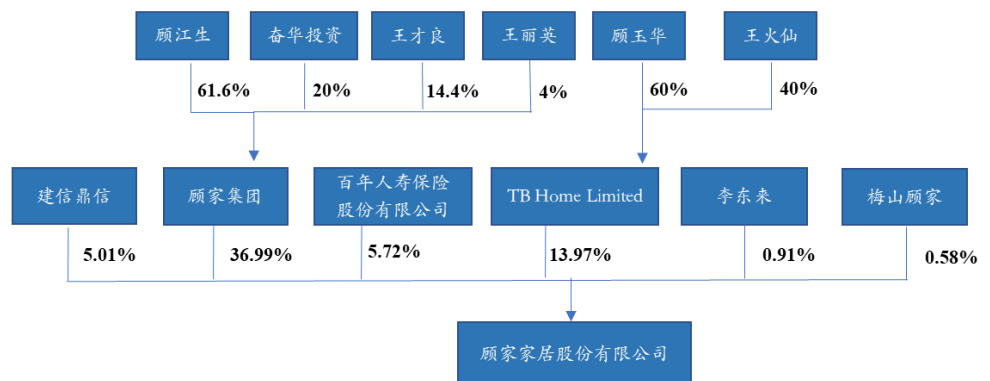 顾江生
奋华投资
王才良
王丽英
顾玉华
王火仙
61.6%
20%
14.4%
4%
60%
40%
建信鼎信
顾家集团
百年人寿保险
股份有限公司
TB Home Limited
李东来
梅山顾家
5.01%
36.99%
5.72%
13.97%
0.91%
0.58%
顾家家居股份有限公司